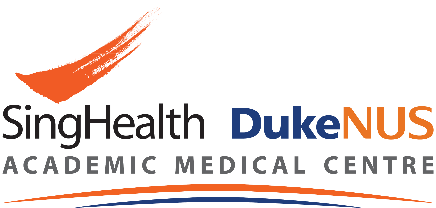 SingHealth DukeNUS
ACADEMIC MEDICAL CENTRE